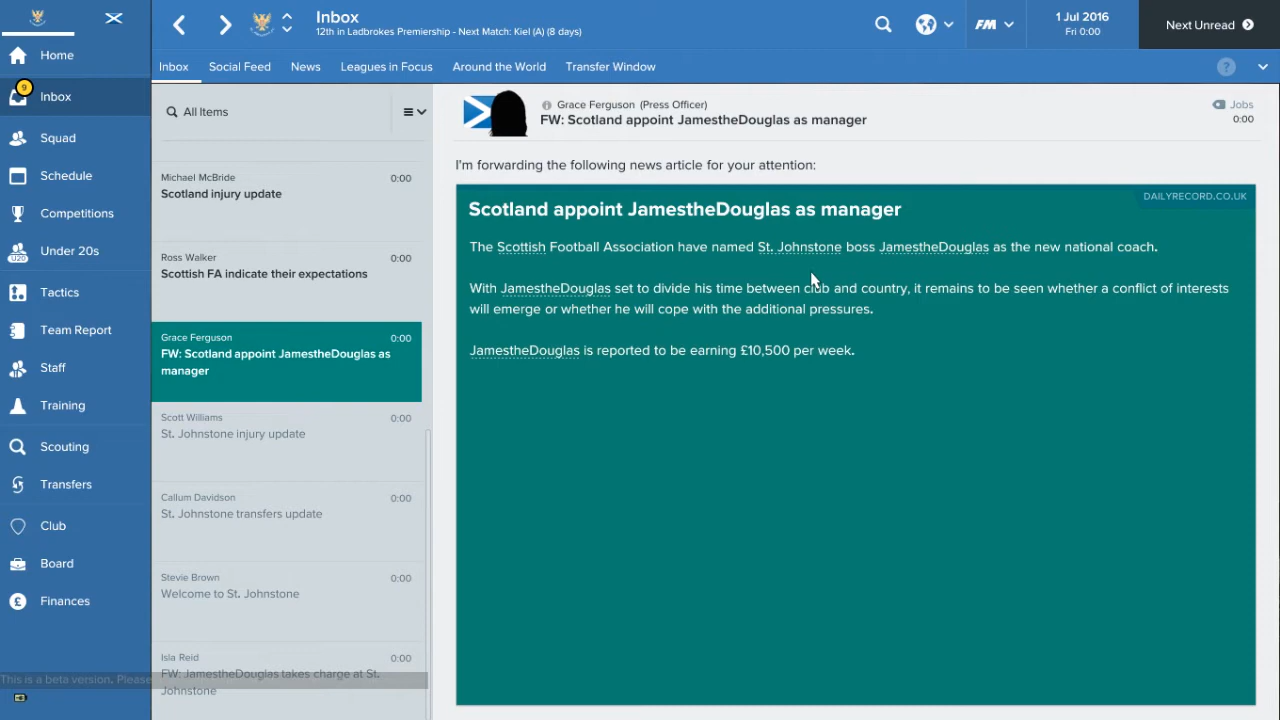 Inbox
12th in Ladbrokes Premiership - Next Match: Kiel (A) (8 days)
FM
1 Jul 2016
Fri 0:00
Next Unread
Home
9
Inbox
Squad
Schedule
Competitions
U20
Under 20s
Tactics
Team Report
Staff
Training
Scouting
Transfers
Club
Board
£
Finances
This is a beta version. Please
Inbox
Social Feed
News
Leagues in Focus
Around the World
Transfer Window
?
All Items
Michael McBride
0:00
Scotland injury update
Ross Walker
0:00
Scottish FA indicate their expectations
Grace Ferguson
0:00
FW: Scotland appoint JamestheDouglas as
manager
Scott Williams
0:00
St. Johnstone injury update
Callum Davidson
0:00
St. Johnstone transfers update
Stevie Brown
0:00
Welcome to St. Johnstone
Isla Reid
0:00
FW: JamestheDouglas takes charge at St.
Johnstone
Grace Ferguson (Press Officer)
FW: Scotland appoint JamestheDouglas as manager
Jobs
0:00
I'm forwarding the following news article for your attention:
DAILYRECORD.CO.UK
Scotland appoint JamestheDouglas as manager
The Scottish Football Association have named St. Johnstone boss JamestheDouglas as the new national coach.
With JamestheDouglas set to divide his time between club and country, it remains to be seen whether a conflict of interests
will emerge or whether he will cope with the additional pressures.
JamestheDouglas is reported to be earning £10,500 per week.